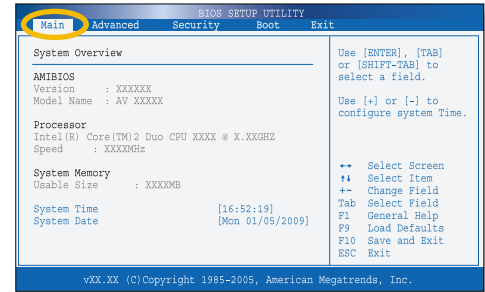 BIOS SETUP UTILITY
Main Advanced Security Boot Exit
System Overview
AMIBIOS
Version : XXXXXX
Model Name : AV XXXXX
Processor
Intel(R) Core(TM)2 Duo CPU XXXX @ X.XXGHZ
Speed : XXXXMHz
System Memory
Usable Size : XXXXMB
System Time [16:52:19]
System Date [Mon 01/05/2009]
Use [ENTER], [TAB]
or [SHIFT-TAB] to
select a field.
Use [+] or [-] to
configure system Time.
↔ Select Screen
↑↓ Select Item
+- Change Field
Tab Select Field
F1 General Help
F9 Load Defaults
F10 Save and Exit
ESC Exit
vXX.XX (C)Copyright 1985-2005, American Megatrends, Inc.